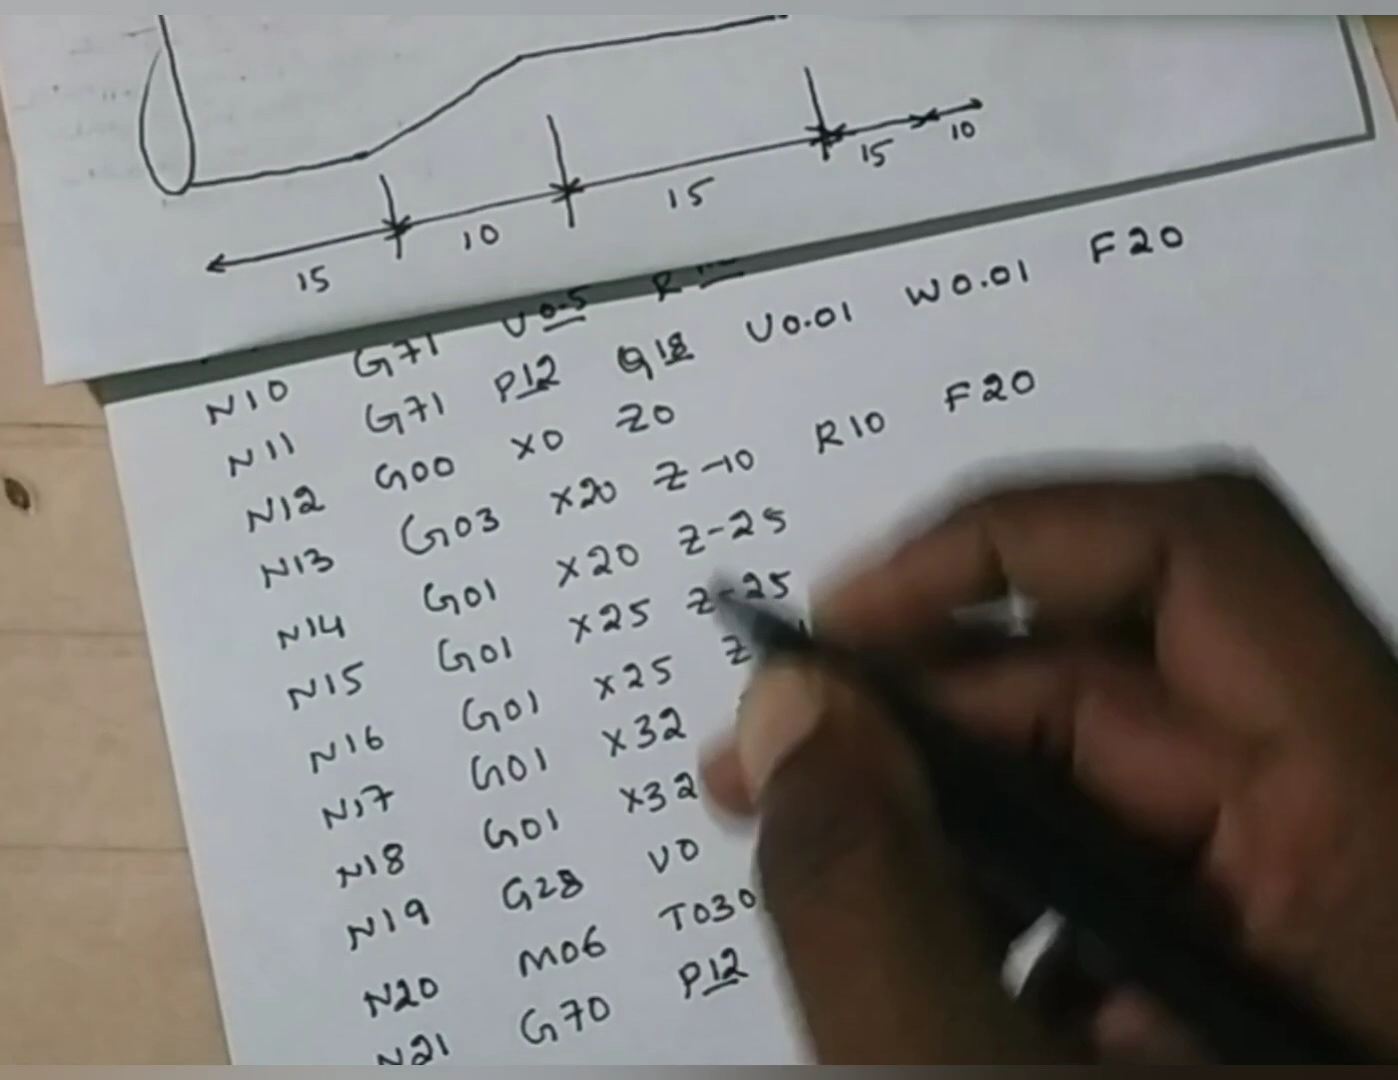 15 10 15 15 10
N10 G71 U0.5 R
N11 G71 P12 Q18 U0.01 W0.01 F20
N12 G00 X0 Z0
N13 G03 X20 Z-10 R10 F20
N14 G01 X20 Z-25
N15 G01 X25 Z-25
N16 G01 X25 Z
N17 G01 X32
N18 G01 X32
N19 G28 U0
N20 M06 T030
N21 G70 P12